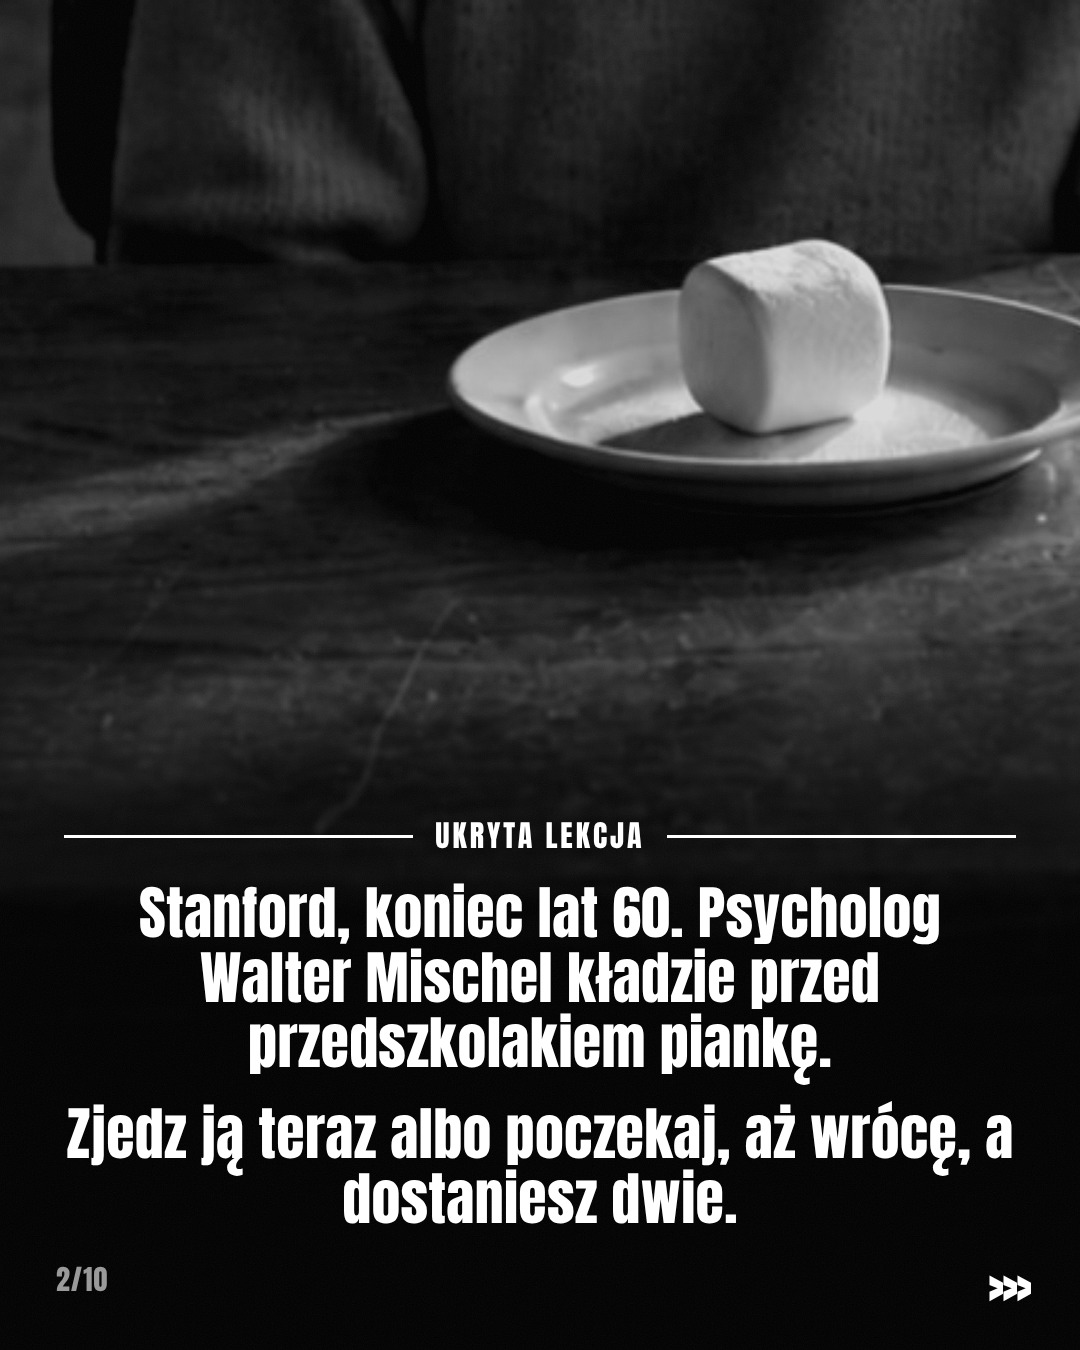 UKRYTA LEKCJA
Stanford, koniec lat 60. Psycholog
Walter Mischel kładzie przed
przedszkolakiem piankę.
Zjedz ją teraz albo poczekaj, aż wrócę, a
dostaniesz dwie.
2/10
>>>